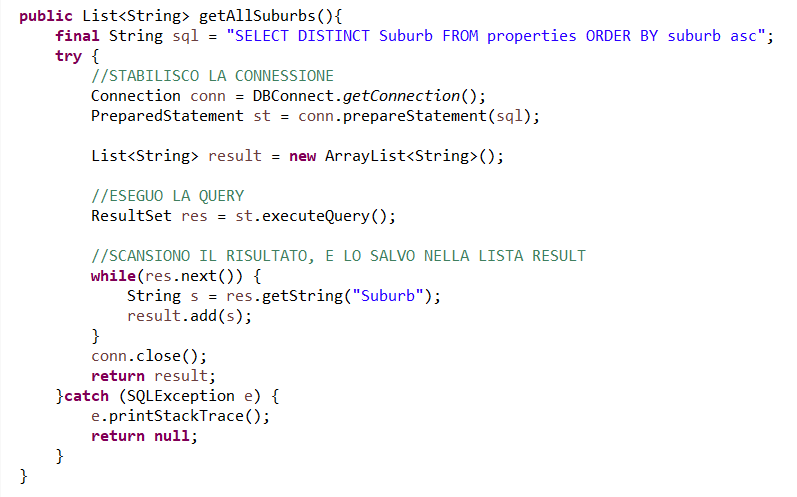 public List<String> getAllSuburbs(){
final String sql = "SELECT DISTINCT Suburb FROM properties ORDER BY suburb asc";
try {
//STABILISCO LA CONNESSIONE
Connection conn = DBConnect.getConnection();
PreparedStatement st = conn.prepareStatement(sql);
List<String> result = new ArrayList<String>();
//ESEGUO LA QUERY
ResultSet res = st.executeQuery();
//SCANSIONO IL RISULTATO, E LO SALVO NELLA LISTA RESULT
while(res.next()) {
String s = res.getString("Suburb");
result.add(s);
}
conn.close();
return result;
}catch (SQLException e) {
e.printStackTrace();
return null;
}
}